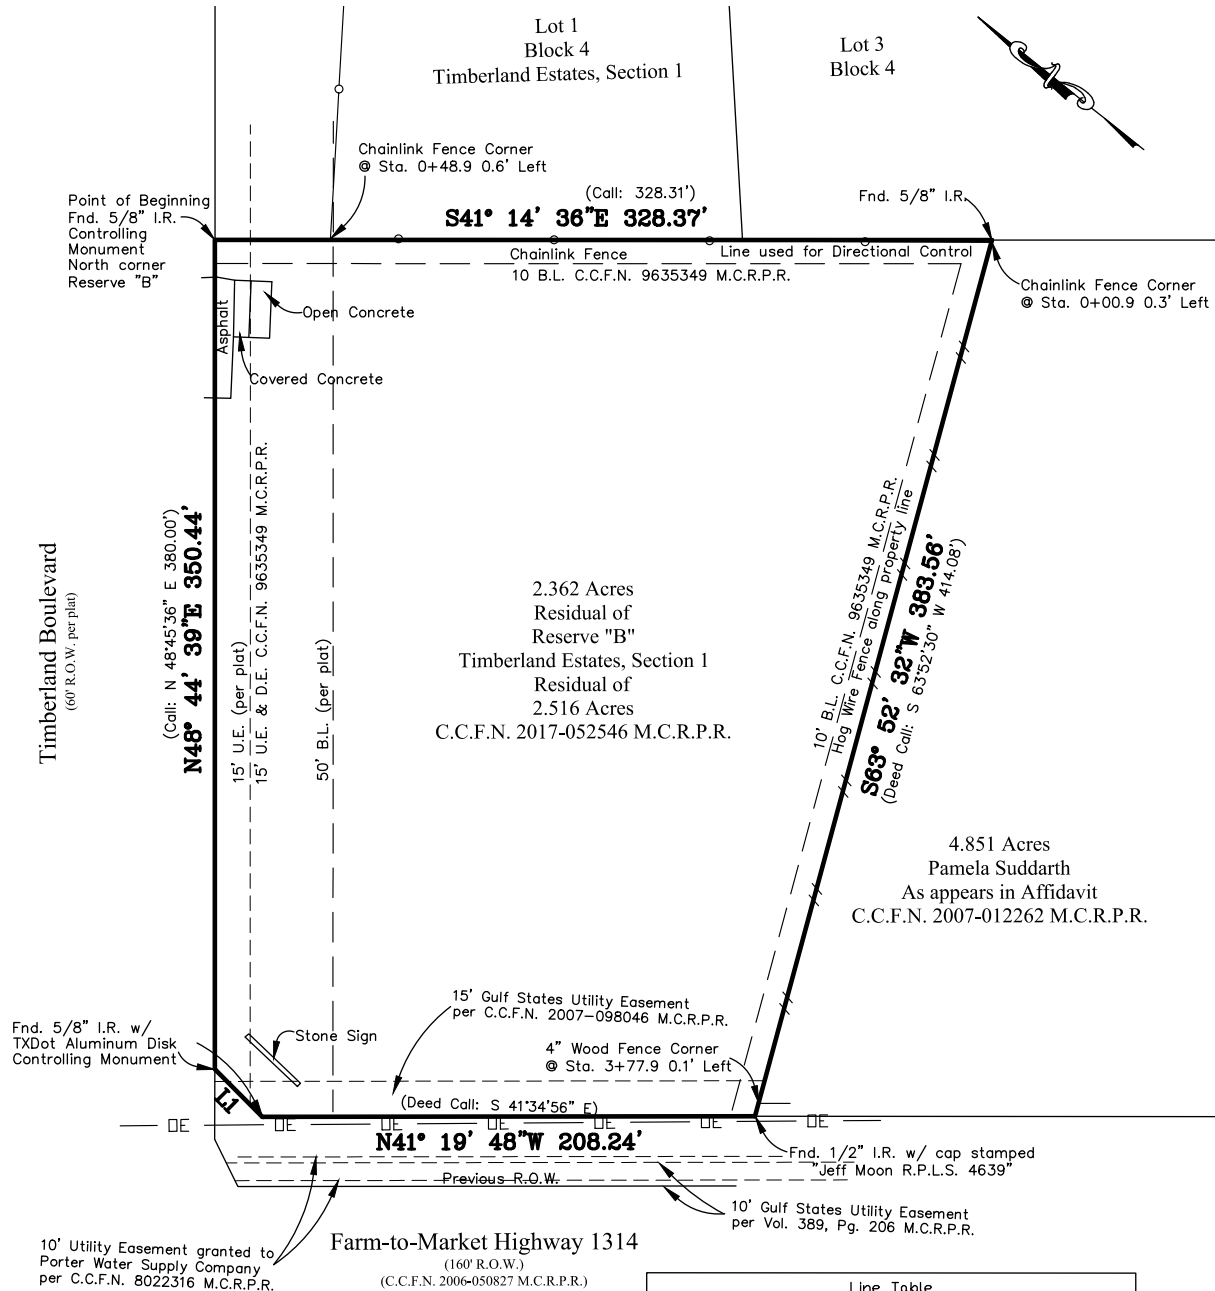 Lot 1
Block 4
Timberland Estates, Section 1
Lot 3
Block 4
Chainlink Fence Corner
@ Sta. 0+48.9 0.6' Left
Point of Beginning
Fnd. 5/8" I.R.
Controlling
Monument
North corner
Reserve "B"
(Call: 328.31')
S41° 14' 36"E 328.37'
Fnd. 5/8" I.R.
Chainlink Fence
Line used for Directional Control
10 B.L. C.C.F.N. 9635349 M.C.R.P.R.
Chainlink Fence Corner
@ Sta. 0+00.9 0.3' Left
Asphalt
Open Concrete
Covered Concrete
Timberland Boulevard
(60' R.O.W. per plat)
(Call: N 48°45'36" E 380.00')
N48° 44' 39"E 350.44'
15' U.E. (per plat)
15' U.E. & D.E. C.C.F.N. 9635349 M.C.R.P.R.
50' B.L. (per plat)
2.362 Acres
Residual of
Reserve "B"
Timberland Estates, Section 1
Residual of
2.516 Acres
C.C.F.N. 2017-052546 M.C.R.P.R.
10' B.L. C.C.F.N. 9635349 M.C.R.P.R.
Hog Wire Fence along property line
S63° 52' 32"W 383.56'
(Deed Call: S 63°52'30" W 414.08')
4.851 Acres
Pamela Suddarth
As appears in Affidavit
C.C.F.N. 2007-012262 M.C.R.P.R.
15' Gulf States Utility Easement
per C.C.F.N. 2007-098046 M.C.R.P.R.
Fnd. 5/8" I.R. w/
TXDot Aluminum Disk
Controlling Monument
Stone Sign
4" Wood Fence Corner
@ Sta. 3+77.9 0.1' Left
L1
(Deed Call: S 41°34'56" E)
OE OE OE OE OE OE OE
N41° 19' 48"W 208.24'
Fnd. 1/2" I.R. w/ cap stamped
"Jeff Moon R.P.L.S. 4639"
Previous R.O.W.
10' Gulf States Utility Easement
per Vol. 389, Pg. 206 M.C.R.P.R.
10' Utility Easement granted to
Porter Water Supply Company
per C.C.F.N. 8022316 M.C.R.P.R.
Farm-to-Market Highway 1314
(160' R.O.W.)
(C.C.F.N. 2006-050827 M.C.R.P.R.)
Line Table